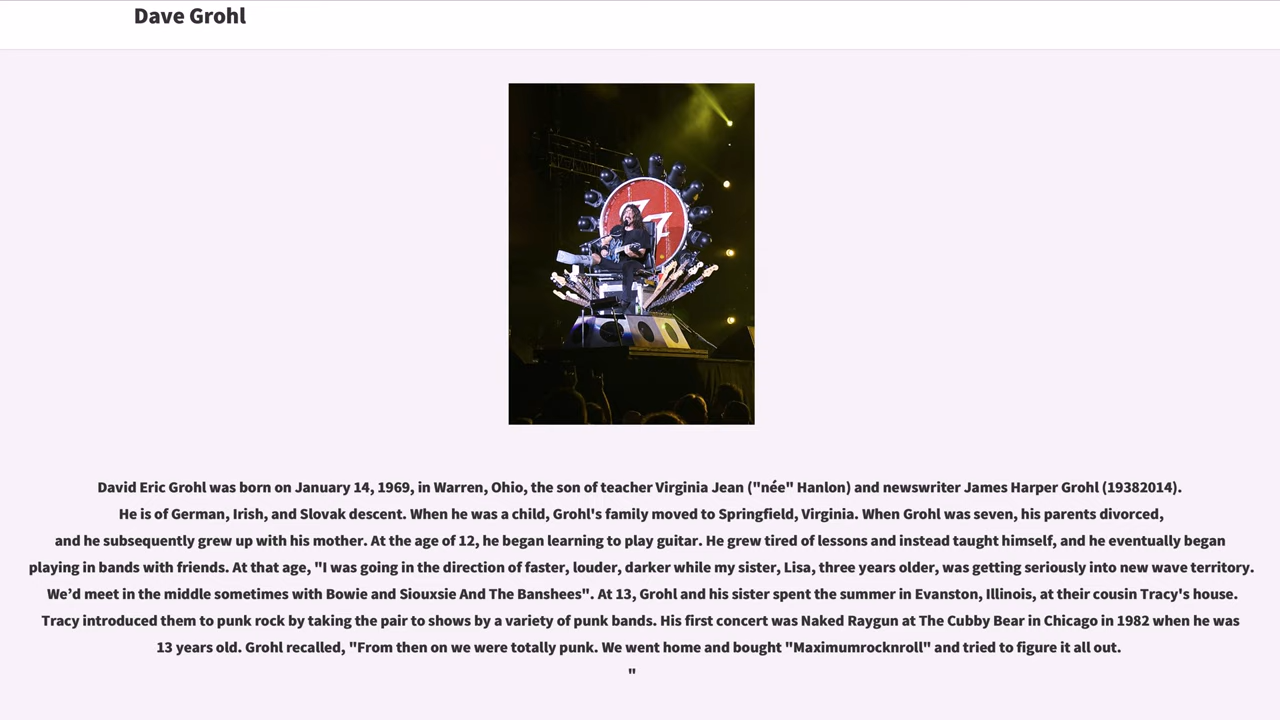 Dave Grohl
David Eric Grohl was born on January 14, 1969, in Warren, Ohio, the son of teacher Virginia Jean ("née" Hanlon) and newswriter James Harper Grohl (19382014).
He is of German, Irish, and Slovak descent. When he was a child, Grohl's family moved to Springfield, Virginia. When Grohl was seven, his parents divorced,
and he subsequently grew up with his mother. At the age of 12, he began learning to play guitar. He grew tired of lessons and instead taught himself, and he eventually began
playing in bands with friends. At that age, "I was going in the direction of faster, louder, darker while my sister, Lisa, three years older, was getting seriously into new wave territory.
We’d meet in the middle sometimes with Bowie and Siouxsie And The Banshees". At 13, Grohl and his sister spent the summer in Evanston, Illinois, at their cousin Tracy's house.
Tracy introduced them to punk rock by taking the pair to shows by a variety of punk bands. His first concert was Naked Raygun at The Cubby Bear in Chicago in 1982 when he was
13 years old. Grohl recalled, "From then on we were totally punk. We went home and bought "Maximumrocknroll" and tried to figure it all out.
"